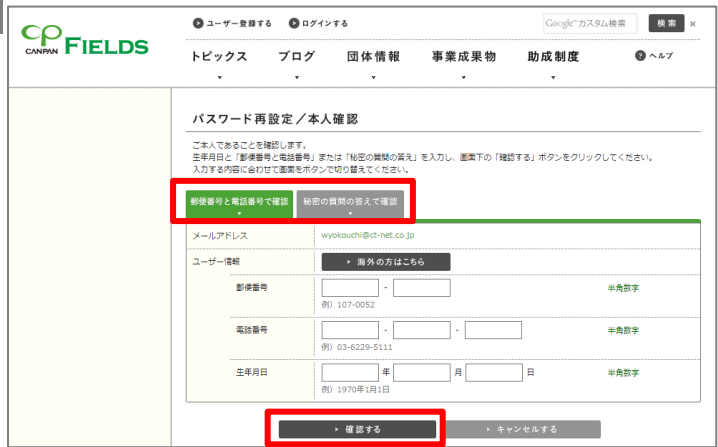 ユーザー登録する ログインする Google カスタム検索 検索 ×
CANPAN FIELDS
トピックス ブログ 団体情報 事業成果物 助成制度 ? ヘルプ
パスワード再設定／本人確認
ご本人であることを確認します。
生年月日と「郵便番号と電話番号」または「秘密の質問の答え」を入力し、画面下の「確認する」ボタンをクリックしてください。
入力する内容に合わせて画面をボタンで切り替えてください。
郵便番号と電話番号で確認 秘密の質問の答えで確認
メールアドレス wyokouchi@ct-net.co.jp
ユーザー情報 海外の方はこちら
郵便番号 - 半角数字
例）107-0052
電話番号 - - 半角数字
例）03-6229-5111
生年月日 年 月 日 半角数字
例）1970年1月1日
確認する キャンセルする